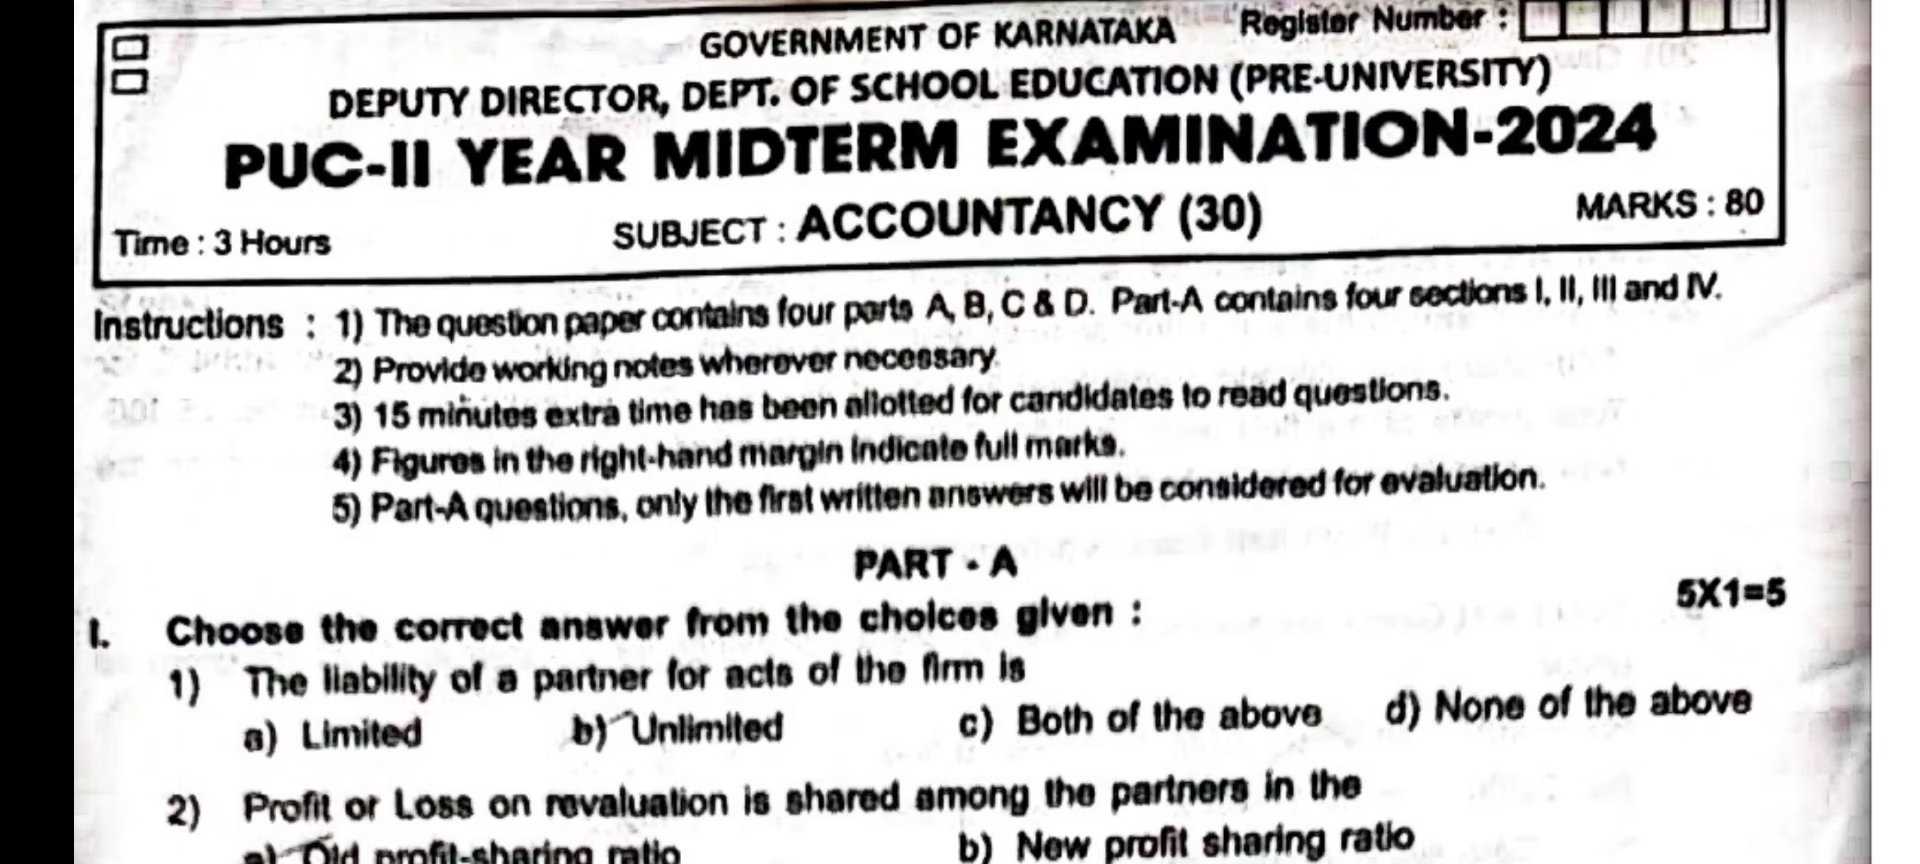 GOVERNMENT OF KARNATAKA Register Number :
DEPUTY DIRECTOR, DEPT. OF SCHOOL EDUCATION (PRE-UNIVERSITY)
PUC-II YEAR MIDTERM EXAMINATION-2024
Time : 3 Hours SUBJECT : ACCOUNTANCY (30) MARKS : 80
Instructions : 1) The question paper contains four parts A, B, C & D. Part-A contains four sections I, II, III and IV.
2) Provide working notes wherever necessary.
3) 15 minutes extra time has been allotted for candidates to read questions.
4) Figures in the right-hand margin indicate full marks.
5) Part-A questions, only the first written answers will be considered for evaluation.
PART - A
I. Choose the correct answer from the choices given : 5X1=5
1) The liability of a partner for acts of the firm is
a) Limited b) Unlimited c) Both of the above d) None of the above
2) Profit or Loss on revaluation is shared among the partners in the
a) Old profit-sharing ratio b) New profit sharing ratio